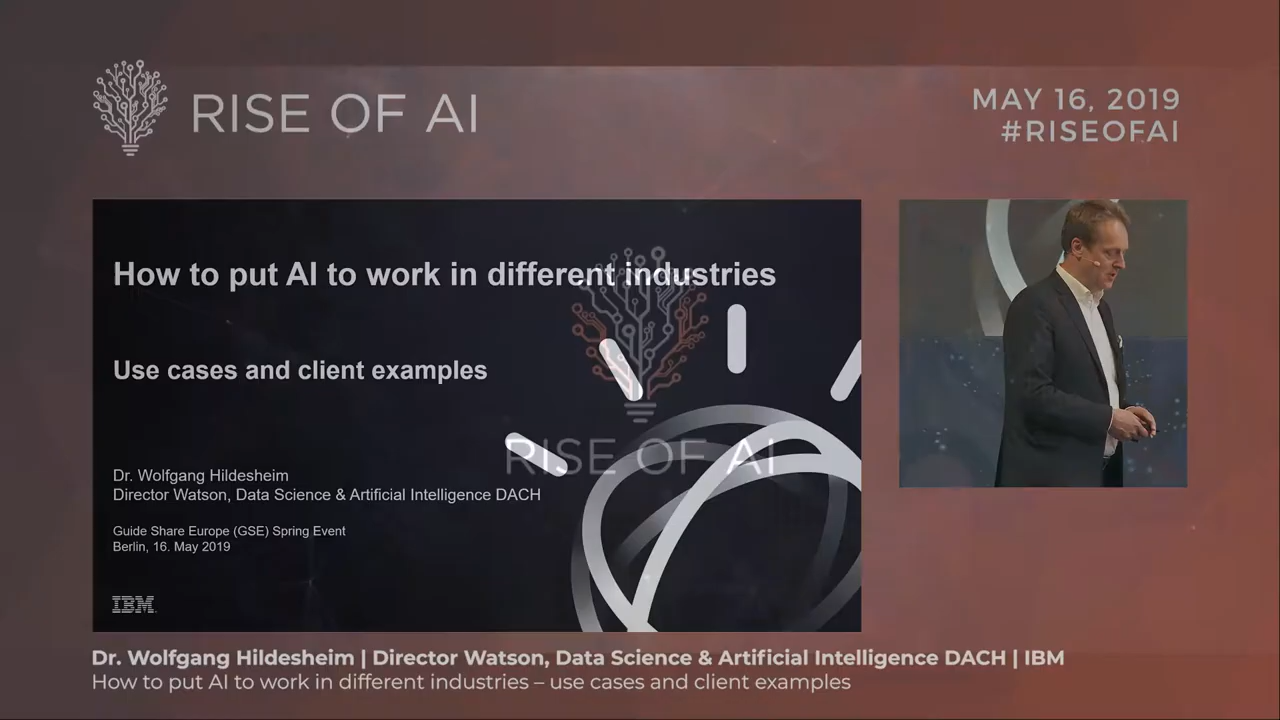 RISE OF AI
MAY 16, 2019
#RISEOFAI
How to put AI to work in different industries
Use cases and client examples
RISE OF AI
Dr. Wolfgang Hildesheim
Director Watson, Data Science & Artificial Intelligence DACH
Guide Share Europe (GSE) Spring Event
Berlin, 16. May 2019
IBM
Dr. Wolfgang Hildesheim | Director Watson, Data Science & Artificial Intelligence DACH | IBM
How to put AI to work in different industries – use cases and client examples